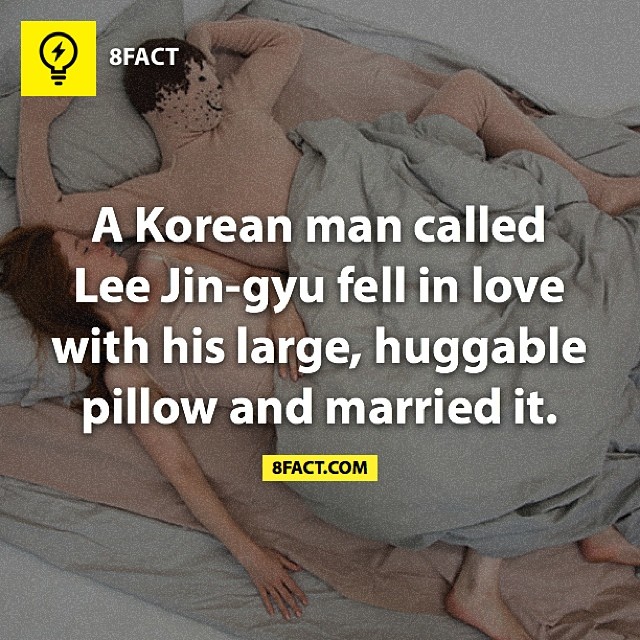 8FACT
A Korean man called
Lee Jin-gyu fell in love
with his large, huggable
pillow and married it.
8FACT.COM